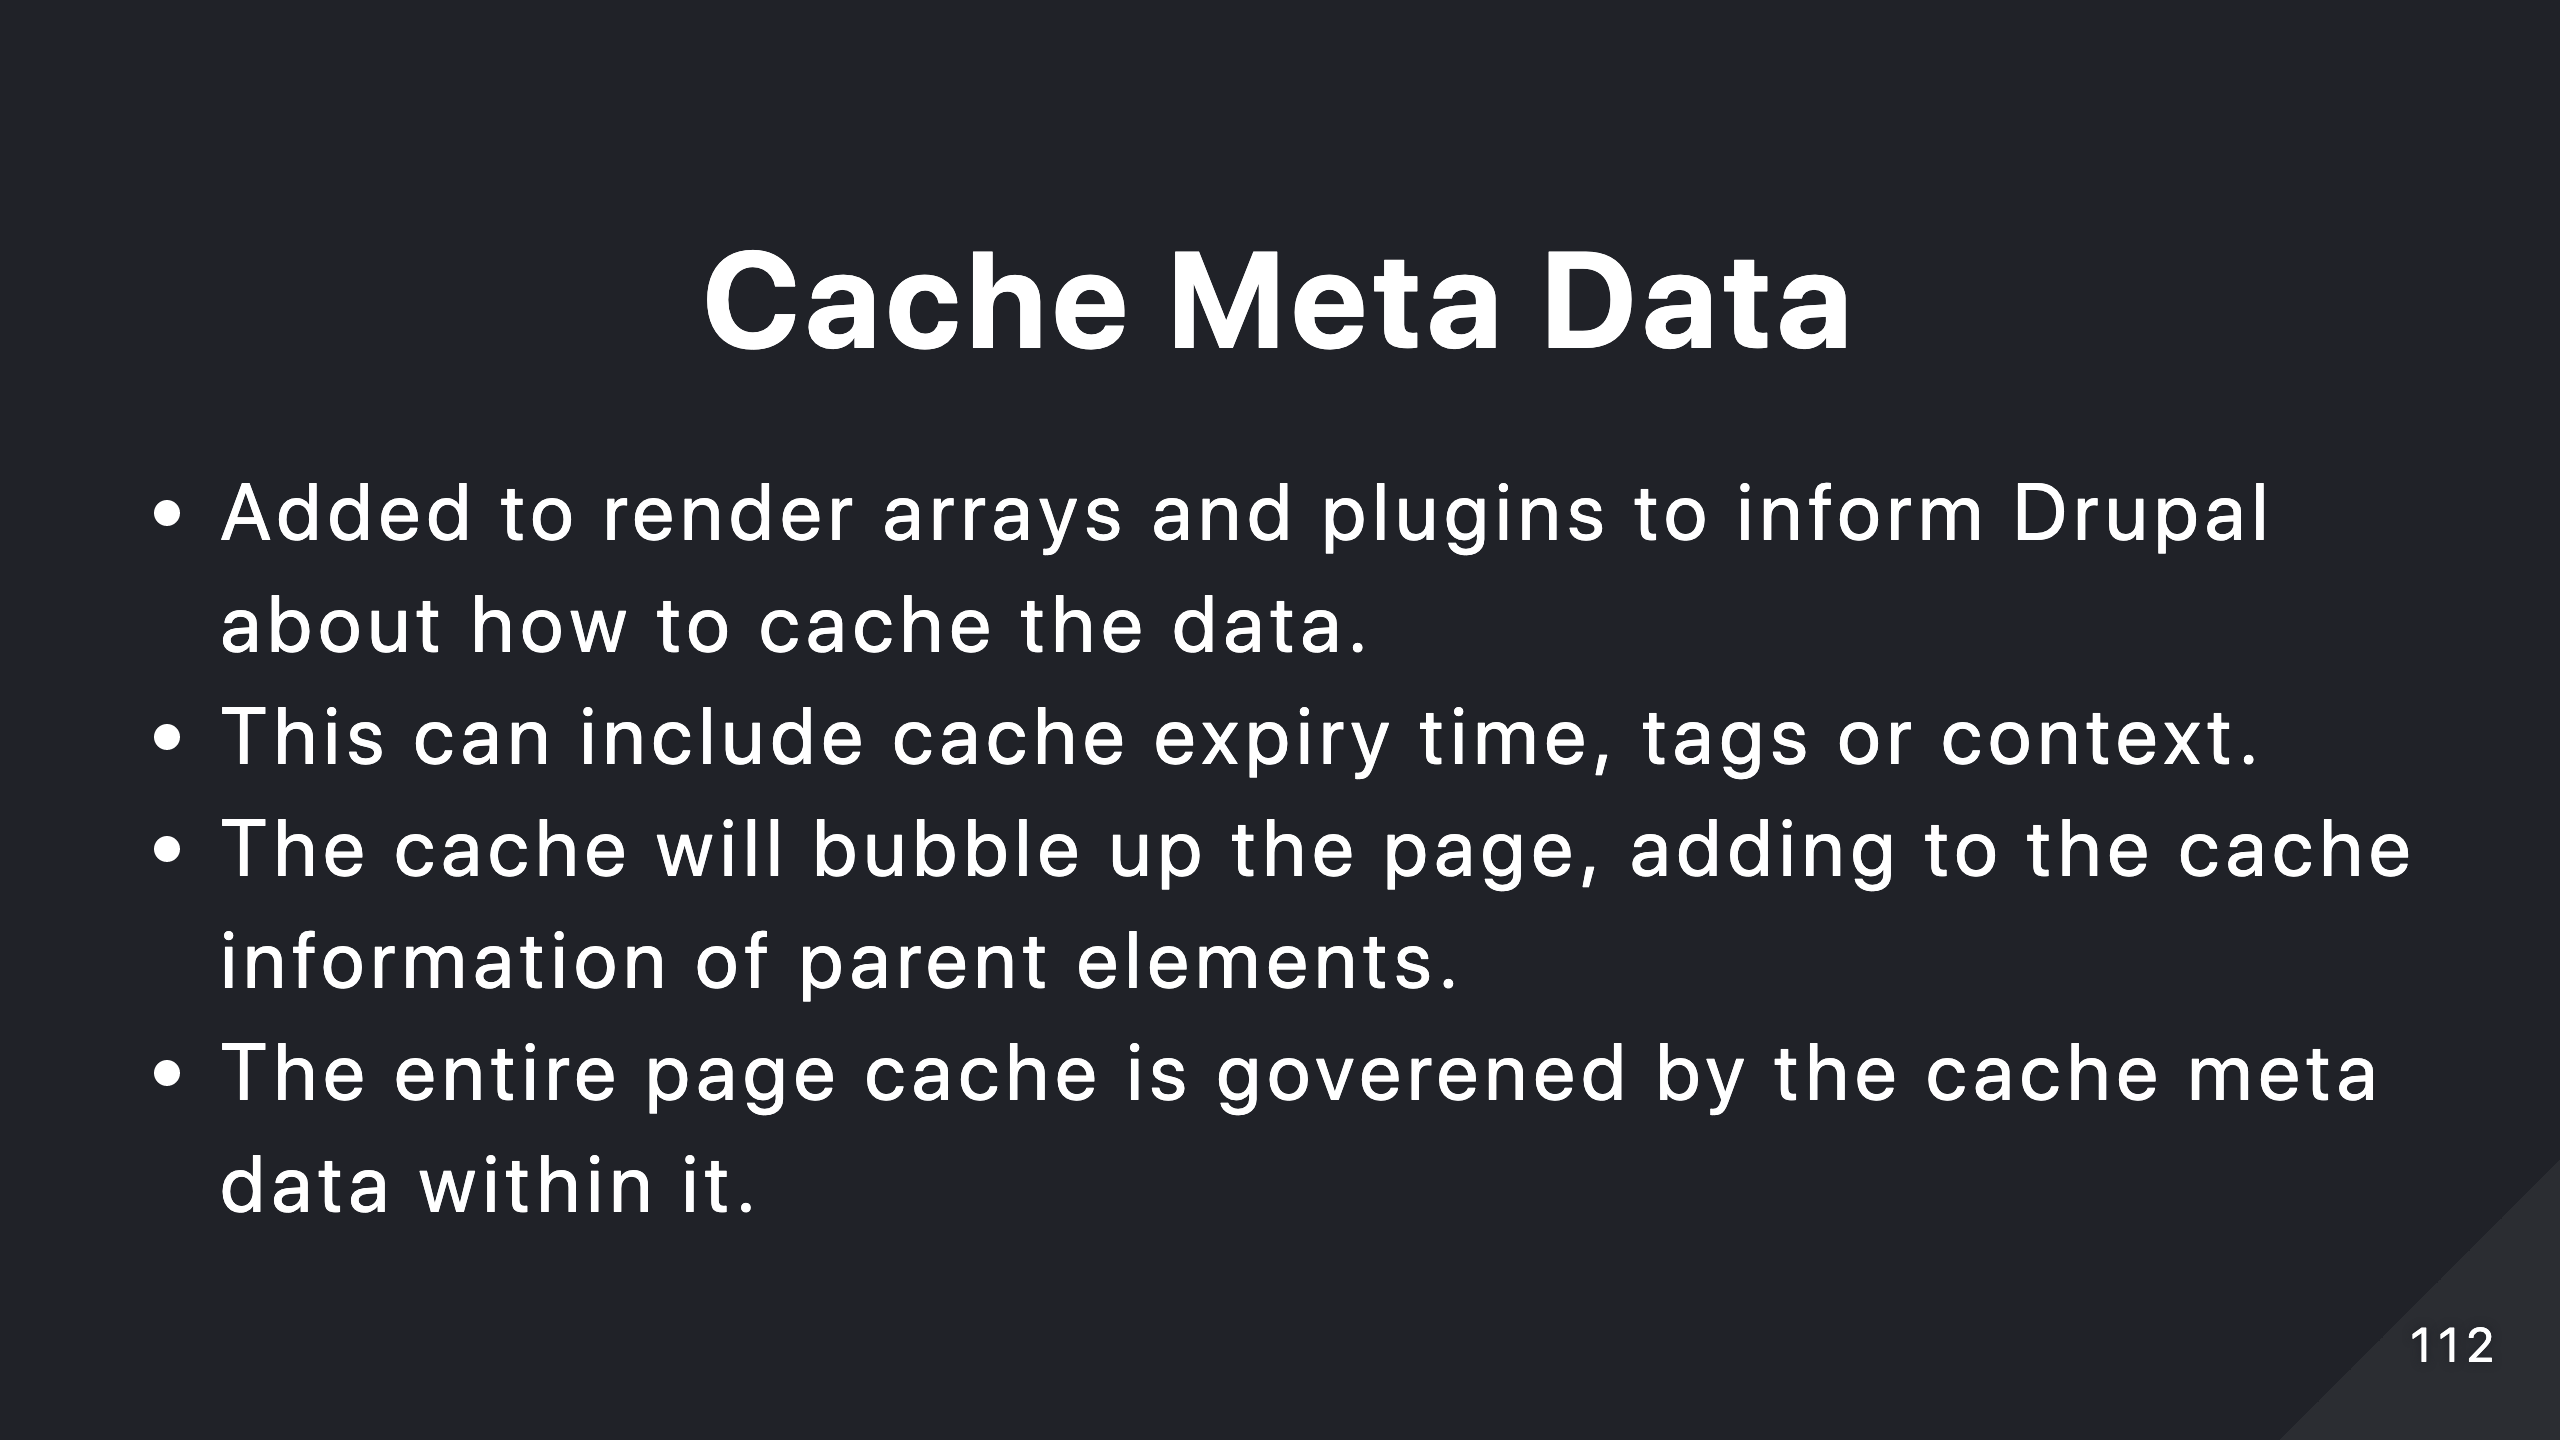 Cache Meta Data
• Added to render arrays and plugins to inform Drupal
about how to cache the data.
• This can include cache expiry time, tags or context.
• The cache will bubble up the page, adding to the cache
information of parent elements.
• The entire page cache is goverened by the cache meta
data within it.
112